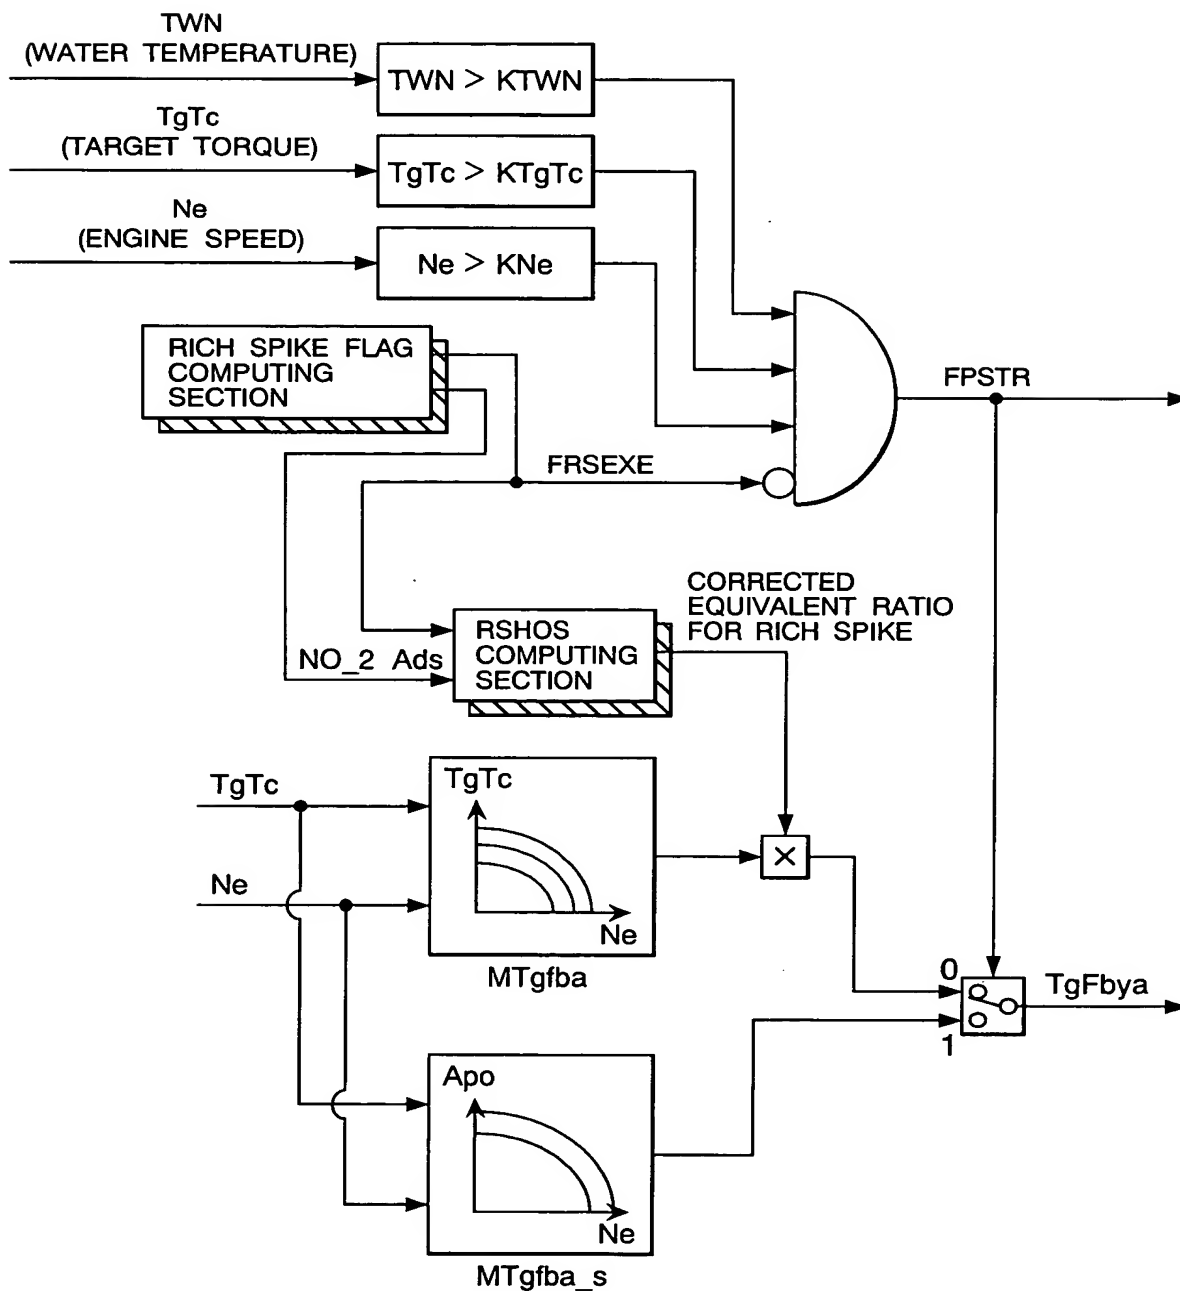 TWN
(WATER TEMPERATURE)
TWN > KTWN
TgTc
(TARGET TORQUE)
TgTc > KTgTc
Ne
(ENGINE SPEED)
Ne > KNe
RICH SPIKE FLAG
COMPUTING
SECTION
FPSTR
FRSEXE
CORRECTED
EQUIVALENT RATIO
FOR RICH SPIKE
RSHOS
COMPUTING
SECTION
NO_2 Ads
TgTc
TgTc
Ne
Ne
×
MTgfba
0
TgFbya
1
Apo
Ne
MTgfba_s